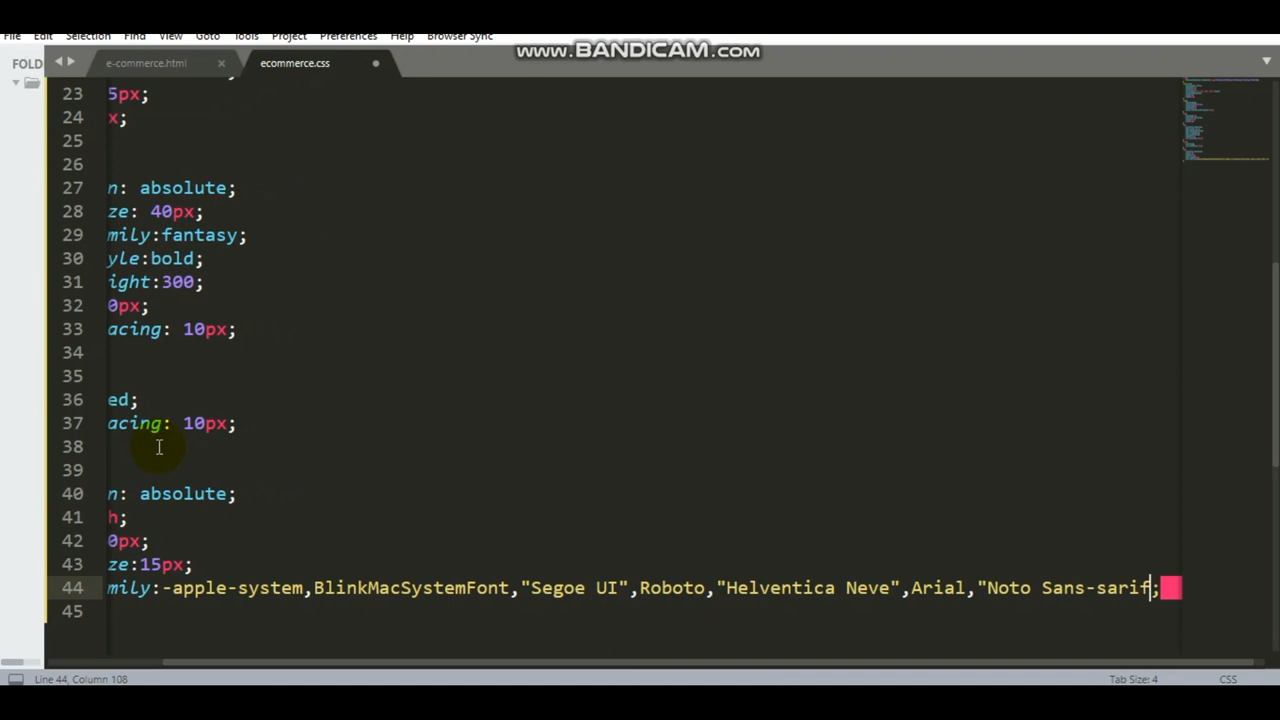 File Edit Selection Find View Goto Tools Project Preferences Help Browser Sync
www.BANDICAM.com
FOLD
e-commerce.html
ecommerce.css
23 5px;
24 x;
25
26
27 n: absolute;
28 ze: 40px;
29 mily:fantasy;
30 yle:bold;
31 ight:300;
32 0px;
33 acing: 10px;
34
35
36 ed;
37 acing: 10px;
38
39
40 n: absolute;
41 h;
42 0px;
43 ze:15px;
44 mily:-apple-system,BlinkMacSystemFont,"Segoe UI",Roboto,"Helventica Neve",Arial,"Noto Sans-sarif;
45
Line 44, Column 108
Tab Size: 4
CSS